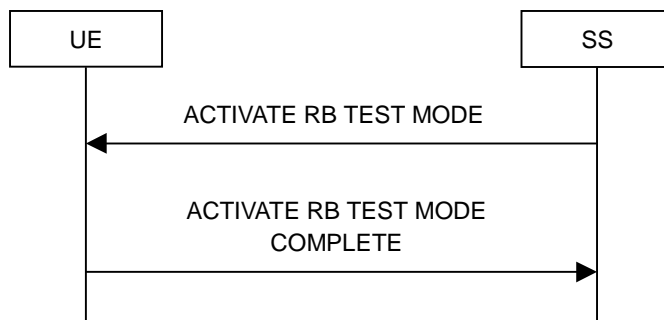 UE
SS
ACTIVATE RB TEST MODE
ACTIVATE RB TEST MODE
COMPLETE